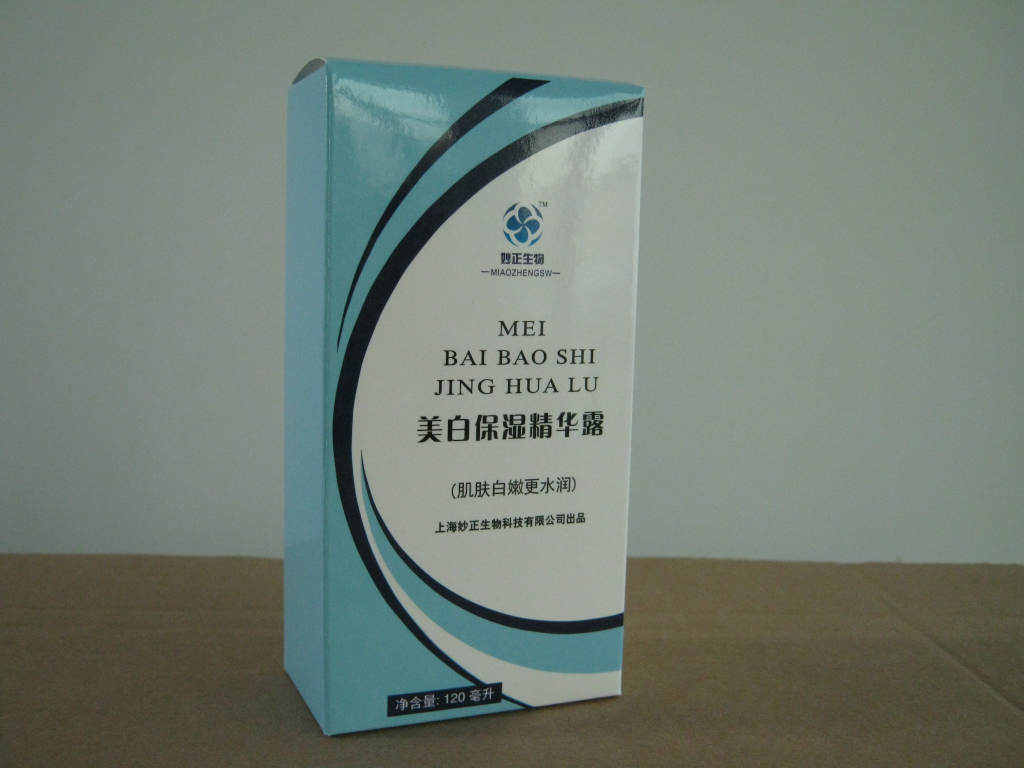 TM
妙正生物
—MIAOZHENGSW—
MEI
BAI BAO SHI
JING HUA LU
美白保湿精华露
(肌肤白嫩更水润)
上海妙正生物科技有限公司出品
净含量: 120 毫升